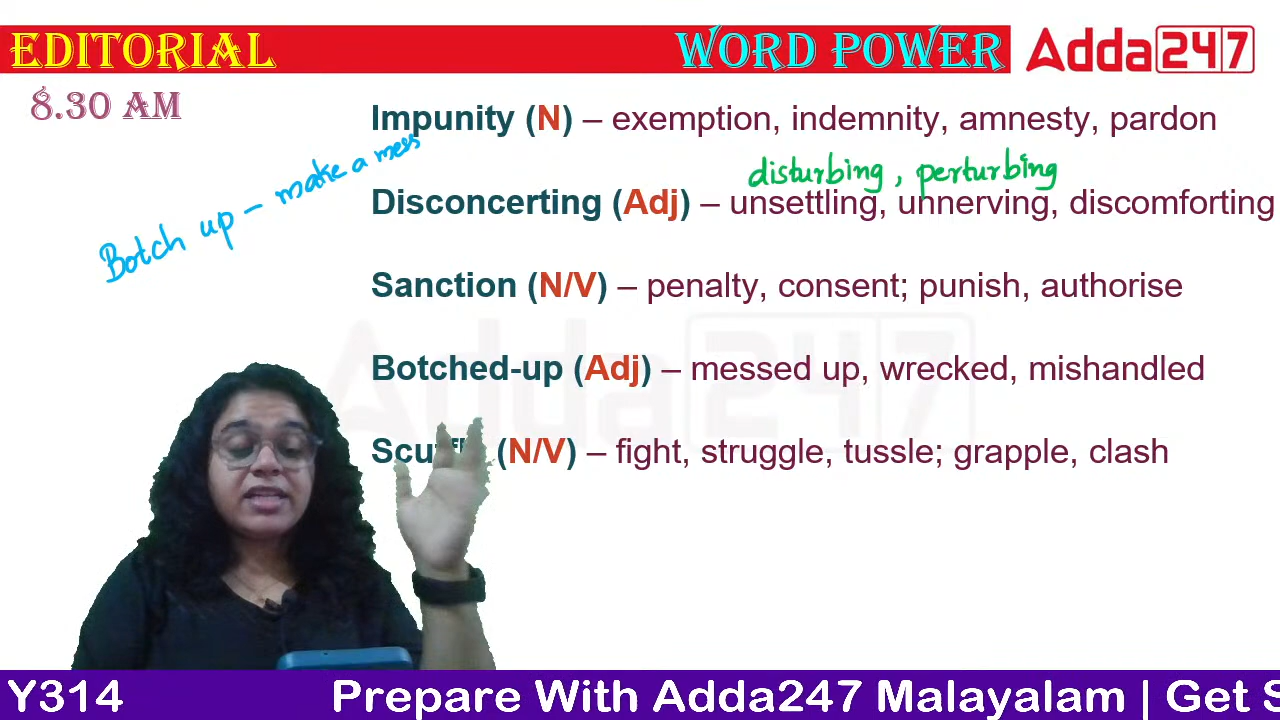 EDITORIAL
WORD POWER
Adda247
8.30 AM
Impunity (N) – exemption, indemnity, amnesty, pardon
Botch up – make a mess
disturbing, perturbing
Disconcerting (Adj) – unsettling, unnerving, discomforting
Sanction (N/V) – penalty, consent; punish, authorise
Adda247
Botched-up (Adj) – messed up, wrecked, mishandled
(N/V) – fight, struggle, tussle; grapple, clash
Y314
Prepare With Adda247 Malayalam | Get S